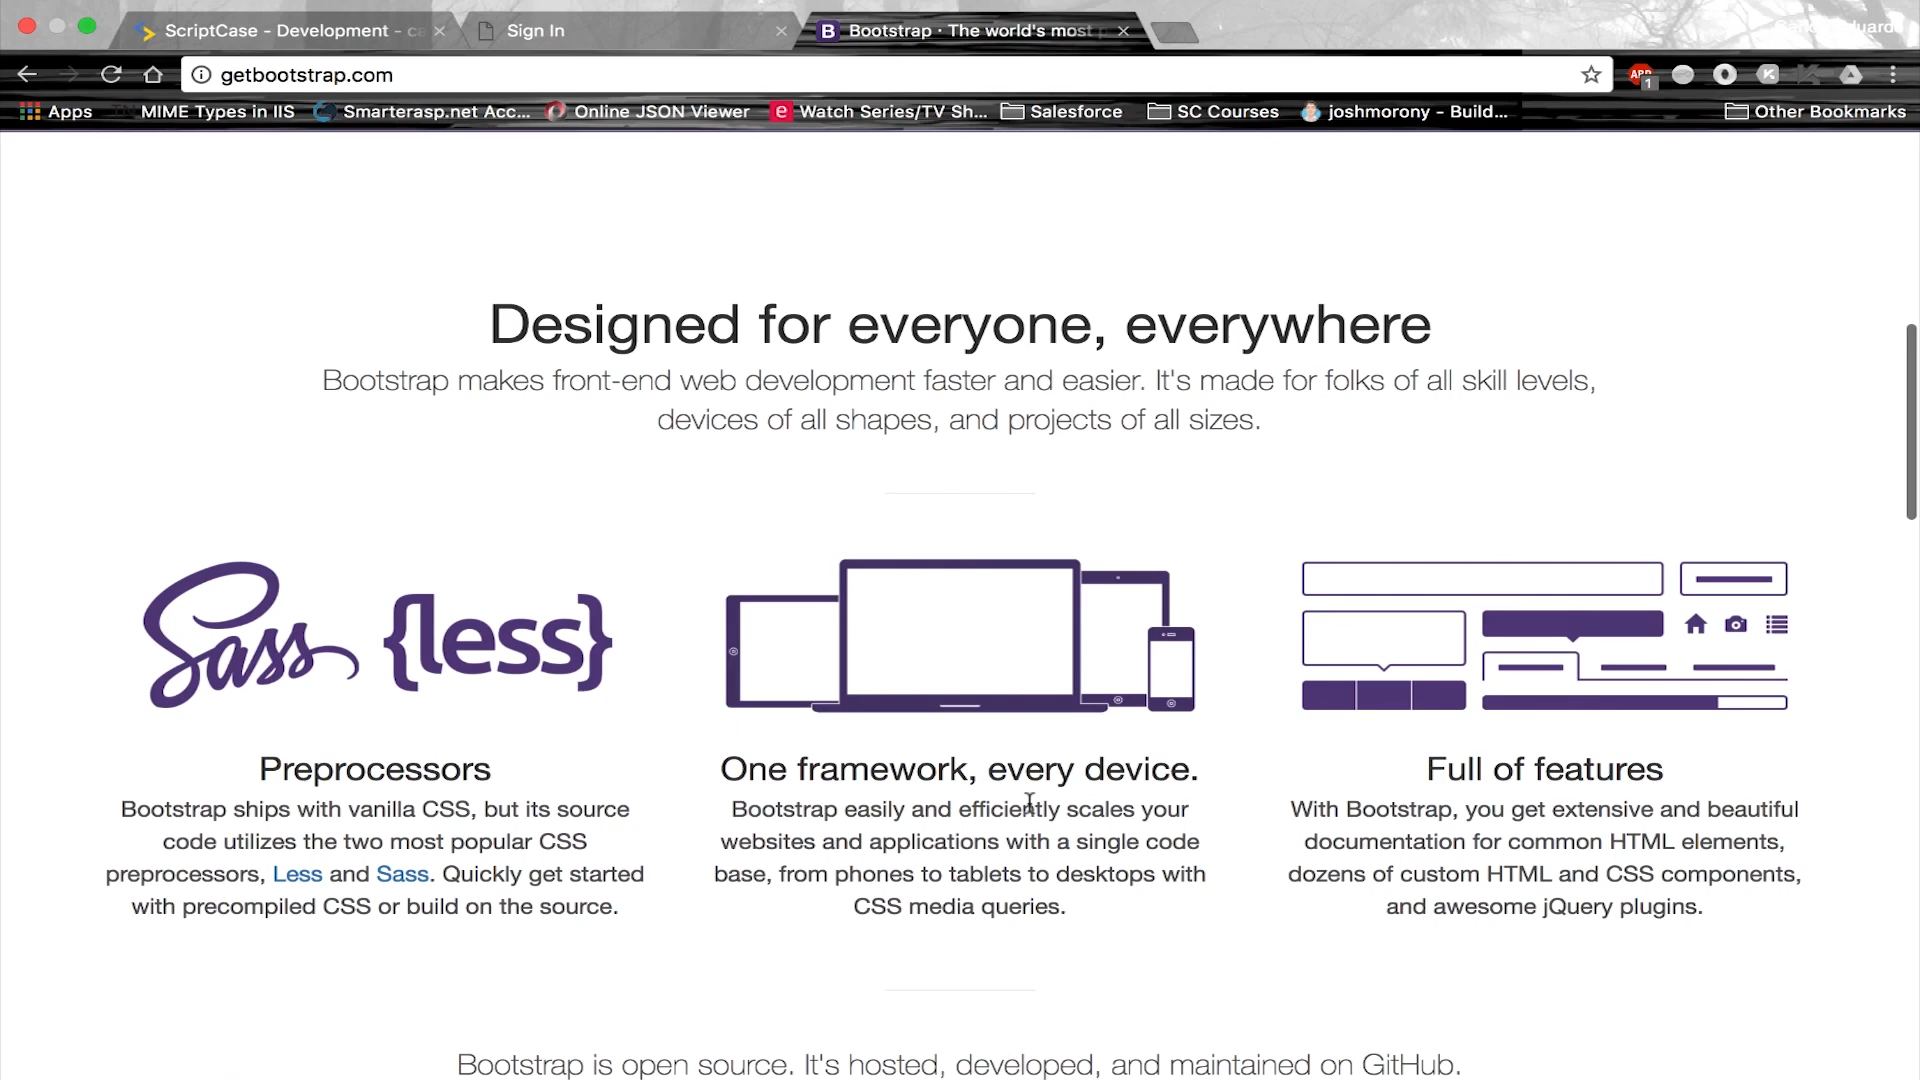 ScriptCase - Development - ca
Sign In
Bootstrap · The world's most p
getbootstrap.com
ABP
1
Apps
MIME Types in IIS
Smarterasp.net Acc...
Online JSON Viewer
Watch Series/TV Sh...
Salesforce
SC Courses
joshmorony - Build...
Other Bookmarks
Designed for everyone, everywhere
Bootstrap makes front-end web development faster and easier. It's made for folks of all skill levels,
devices of all shapes, and projects of all sizes.
Sass {less}
Preprocessors
Bootstrap ships with vanilla CSS, but its source
code utilizes the two most popular CSS
preprocessors, Less and Sass. Quickly get started
with precompiled CSS or build on the source.
One framework, every device.
Bootstrap easily and efficiently scales your
websites and applications with a single code
base, from phones to tablets to desktops with
CSS media queries.
Full of features
With Bootstrap, you get extensive and beautiful
documentation for common HTML elements,
dozens of custom HTML and CSS components,
and awesome jQuery plugins.
Bootstrap is open source. It's hosted, developed, and maintained on GitHub.